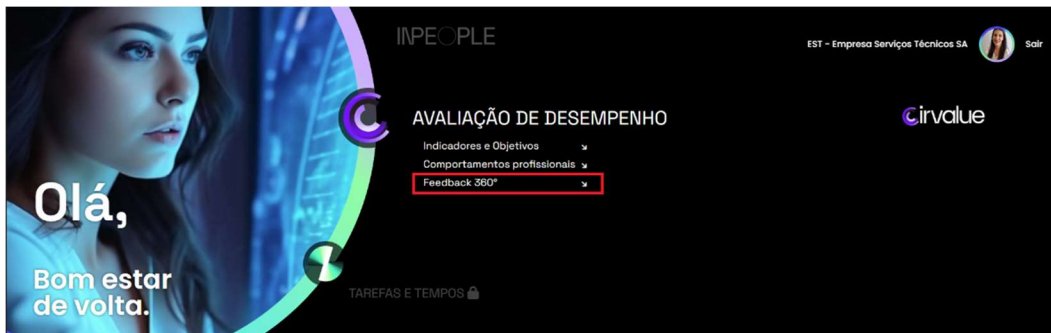 INPEOPLE
EST - Empresa Serviços Técnicos SA
Sair
AVALIAÇÃO DE DESEMPENHO
Cirvalue
Indicadores e Objetivos
Comportamentos profissionais
Feedback 360°
Olá,
Bom estar
de volta.
TAREFAS E TEMPOS